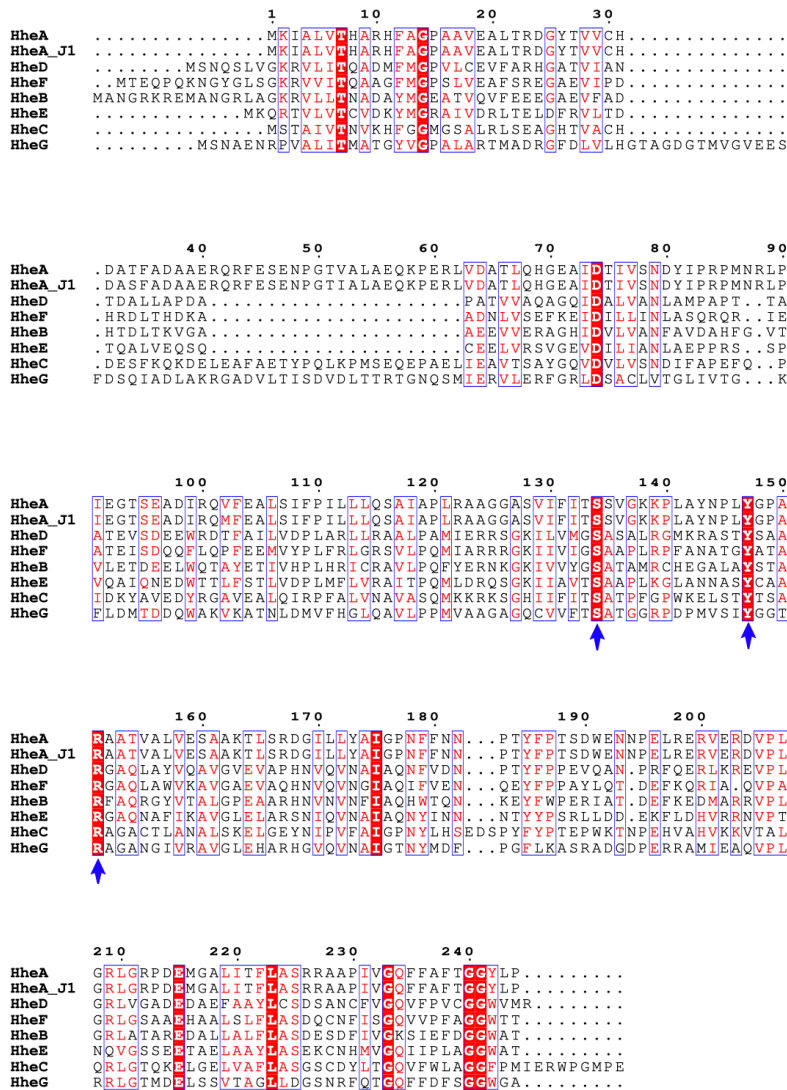 1 10 20 30
HheA ...............MKIALVTHARHFAGPAAVEALTRDGYTVVCH..............
HheA_J1 ...............MKIALVTHARHFAGPAAVEALTRDGYTVVCH..............
HheD ........MSNQSLVGKRVLITQADMFMGPVLCEVFARHGATVIAN..............
HheF ..MTEQPQKNGYGLSGKRVVITQAAGFMGPSLVEAFSREGAEVIPD..............
HheB MANGRKREMANGRLAGKRVLLTNADAYMGEATVQVFEEEGAEVFAD..............
HheE .............MKQRTVLVTCVDKYMGRAIVDRLTELDFRVLTD..............
HheC ...............MSTAIVTNVKHFGGMGSALRLSEAGHTVACH..............
HheG .........MSNAENRPVALITMATGYVGPALARTMADRGFDLVLHGTAGDGTMVGVEES
40 50 60 70 80 90
HheA .DATFADAAERQRFESENPGTVALAEQKPERLVDATLQHGEAIDTIVSNDYIPRPMNRLP
HheA_J1 .DASFADAAERQRFESENPGTVALAEQKPERLVDATLQHGEAIDTIVSNDYIPRPMNRLP
HheD .TDALLAPDA......................PATVVAQAGQIDALVANLAMPAPT..TA
HheF .HRDLTHDKA......................ADNLVSEFKEIDILLINLASQRQR..IE
HheB .HTDLTKVGA......................AEEVVERAGHIDVLVANFAVDAHFG.VT
HheE .TQALVEQSQ......................CEELVRSVGEVDILIANLAEPPRS..SP
HheC .DESFKQKDELEAFAETYPQLKPMSEQEPAELIEAVTSAYGQVDVLVSNDIFAPEFQ..P
HheG FDSQIADLAKRGADVLTISDVDLTTRTGNQSMIERVLERFGRLDSACLVTGLIVTG...K
100 110 120 130 140 150
HheA IEGTSEADIRQVFEALSIFPILLLQSAIAPLRAAGGASVIFITSSVGKKPLAYNPLYGPA
HheA_J1 IEGTSEADIRQMFEALSIFPILLLQSAIAPLRAAGGASVIFITSSVGKKPLAYNPLYGPA
HheD ATEVSDEEWRDTFAILVDPLARLLRAALPAMIERRSGKILVMGSASALRGMKRASTYSAA
HheF ATEISDQQFLQPFEEMVYPLFRLGRSVLPQMIARRRGKIIVIGSAAPLRPFANATGYATA
HheB VLETDEELWQTAYETIVHPLHRICRAVLPQFYERNKGKIVVYGSATAMRCHEGALAYSTA
HheE VQAIQNEDWTTLFSTLVDPLMFLVRAITPQMLDRQSGKIIAVTSAAPLKGLANNASYCAA
HheC IDKYAVEDYRGAVEALQIRPFALVNAVASQMKKRKSGHIIFITSATPFGPWKELSTYTSA
HheG FLDMTDDQWAKVKATNLDMVFHGLQAVLPPMVAAGAGQCVVFTSATGGRPDPMVSIYGGT
160 170 180 190 200
HheA RAATVALVESAAKTLSRDGILLYAIGPNFFNN...PTYFPTSDWENNPELRERVERDVPL
HheA_J1 RAATVALVESAAKTLSRDGILLYAIGPNFFNN...PTYFPTSDWENNPELRERVERDVPL
HheD RGAQLAYVQAVGVEVAPHNVQVNAIAQNFVDN...PTYFPPEVQAN.PRFQERLKREVPL
HheF RGAQLAWVKAVGAEVAQHNVQVNGIAQIFVEN...QEYFPAYLQT.DEFKQRIA.QVPA
HheB RFAQRGYVTALGPEAARHNVNVNFIAQHWTQN...KEYFWPERIAT.DEFKEDMARRVPL
HheE RGAQNAFIKAVGLELARSNIQVNAIAQNYINN...NTYYPSRLLDD.EKFLDHVRRNVPT
HheC RAGACTLANALSKELGEYNIPVFAIGPNYLHSEDSPYFYPTEPWKTNPEHVAHVKKVTAL
HheG RAGANGIVRAVGLEHARHGVQVNAIGTNYMDF...PGFLKASRADGDPERRAMIEAQVPL
210 220 230 240
HheA GRLGRPDEMGALITFLASRRAAPIVGQFFAFTGGYLP.........
HheA_J1 GRLGRPDEMGALITFLASRRAAPIVGQFFAFTGGYLP.........
HheD GRLVGADEDAEFAAYLCSDSANCFVGQVFPVCGGWVMR........
HheF GRLGSAAEHAALSLFLASDQCNFISGQVVPFAGGWTT.........
HheB GRLATAREDALLALFLASDESDFIVGKSIEFDGGWAT.........
HheE NQVGSSEETAELAAYLASEKCNHMVGQIIPLAGGWAT.........
HheC QRLGTQKELGELVAFLASGSCDYLTGQVFWLAGGFPMIERWPGMPE
HheG RRLGTMDELSSVTAGLLDGSNRFQTGQFFDFSGGWGA.........